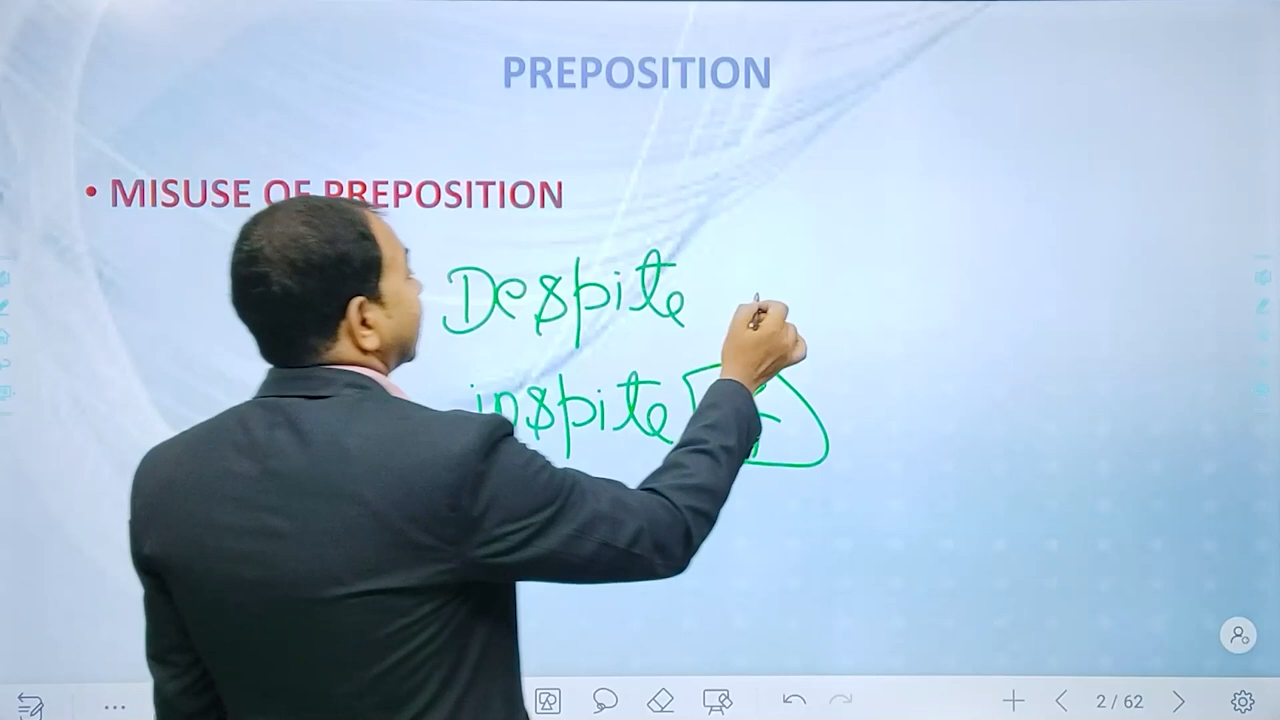 PREPOSITION
• MISUSE OF PREPOSITION
Despite
inspite
2 / 62